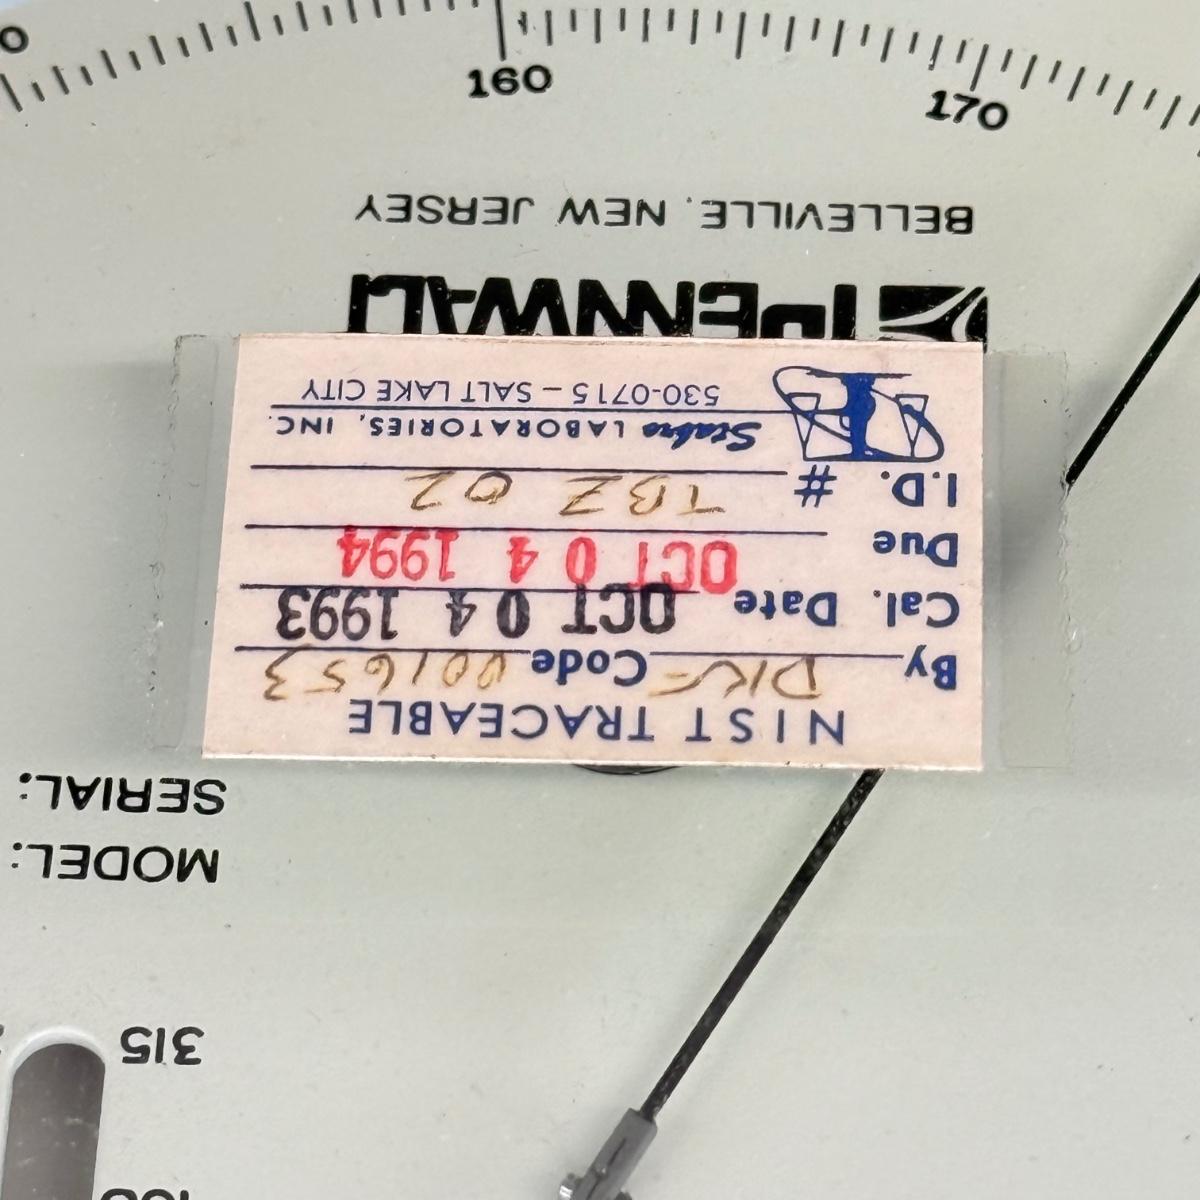 NIST TRACEABLE
By DKF Code 001653
Cal. Date OCT 04 1993
Due OCT 04 1994
I.D. # TBZ 02
Scabro LABORATORIES, INC.
530-0715 – SALT LAKE CITY
PENNWALT
BELLEVILLE, NEW JERSEY
MODEL:
SERIAL:
315
160
170